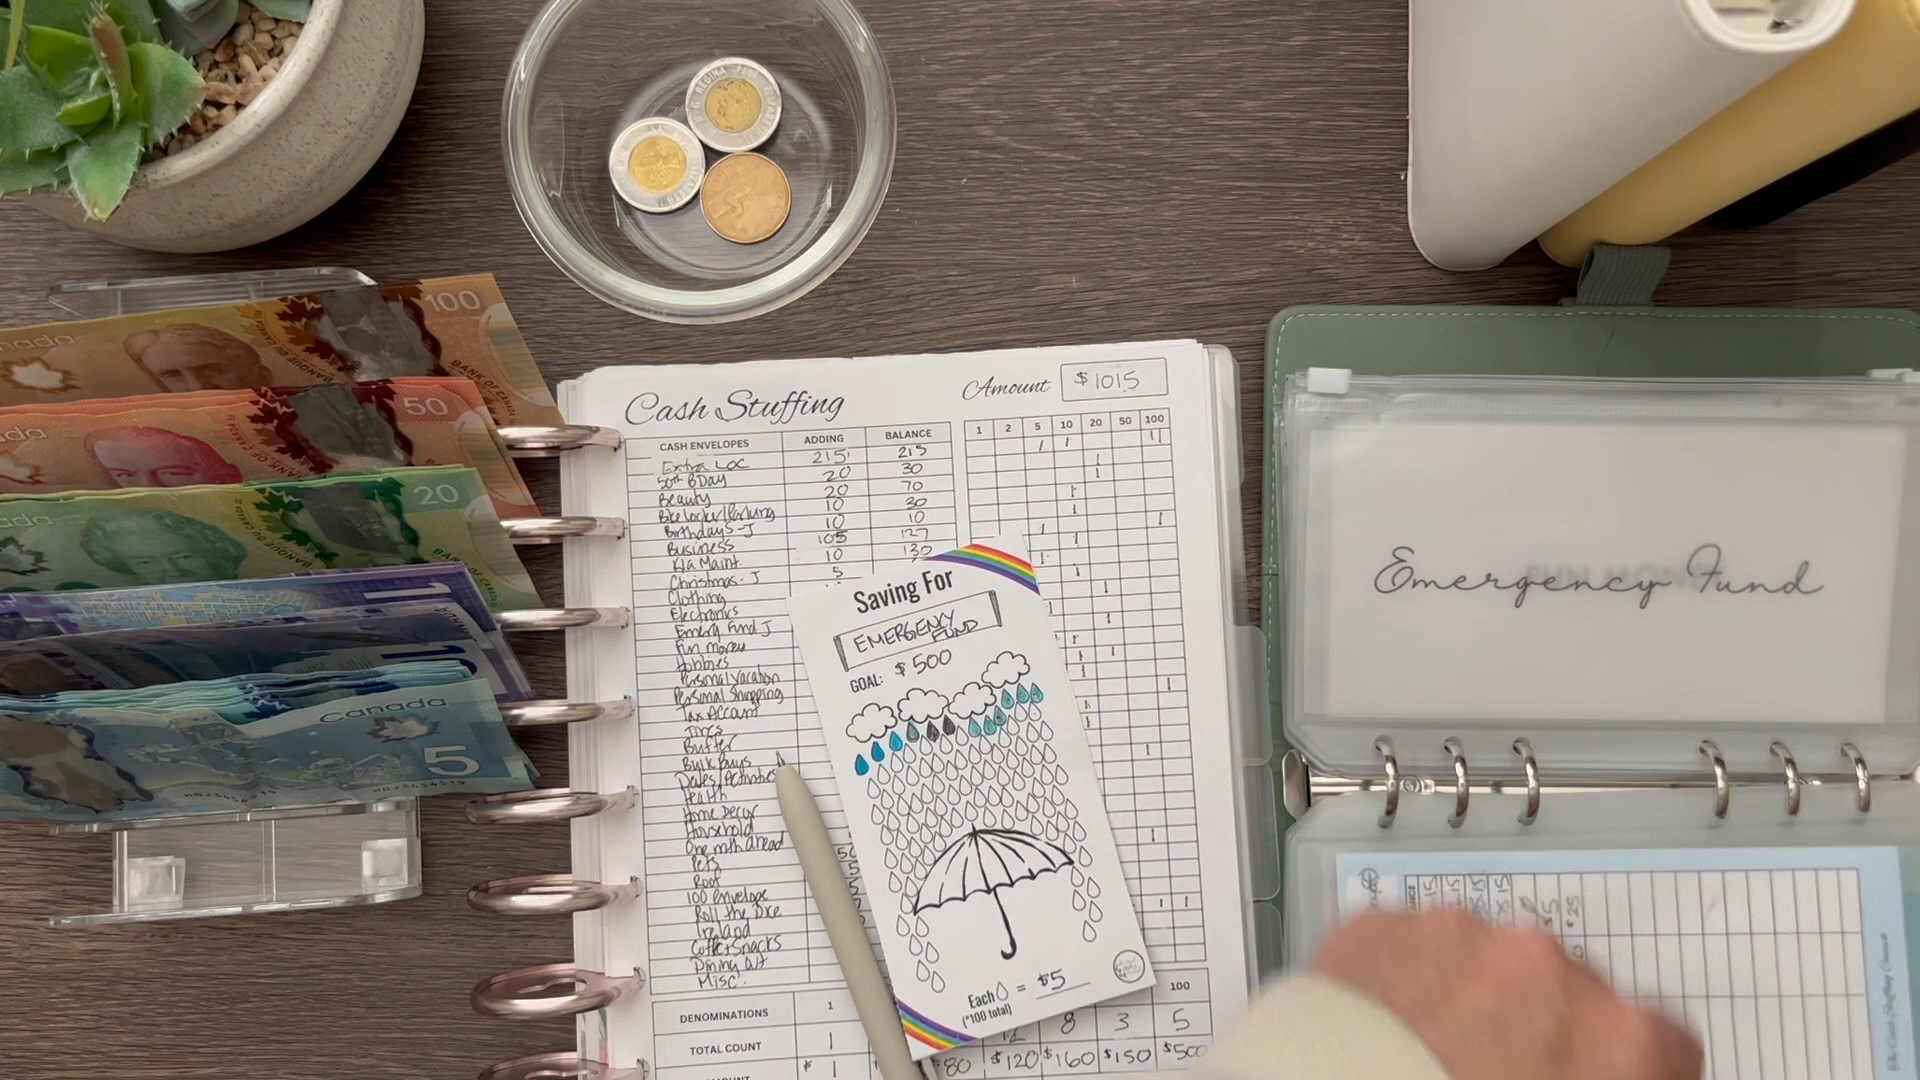 Cash Stuffing
Amount $1015
CASH ENVELOPES ADDING BALANCE 1 2 5 10 20 50 100
Extra LOC 215 215
50th BDay 20 30
Beauty 20 70
Bike Locker/Parking 10 30
Birthdays-J 10 10
Business 105 127
Kia Maint. 10 130
Christmas-J 5
Clothing
Electronics
Emerg Fund J
Fun money
Hobbies
Personal Vacation
Personal Shopping
Tax Account
Tires
Buffer
Bulk Buys
Dates/Activities
Health
Home Decor
Household
One mth ahead
Pets
Roof
100 Envelope
Roll the Dice
Ireland
Coffee+Snacks
Dining Out
Misc.
DENOMINATIONS 1 100
TOTAL COUNT 1 8 3 5
$ 1 $80 $120 $160 $150 $500
Saving For
EMERGENCY
FUND
GOAL: $500
Each = $5
(*100 total)
Emergency Fund
100
BANK OF
50
20
5
Canada